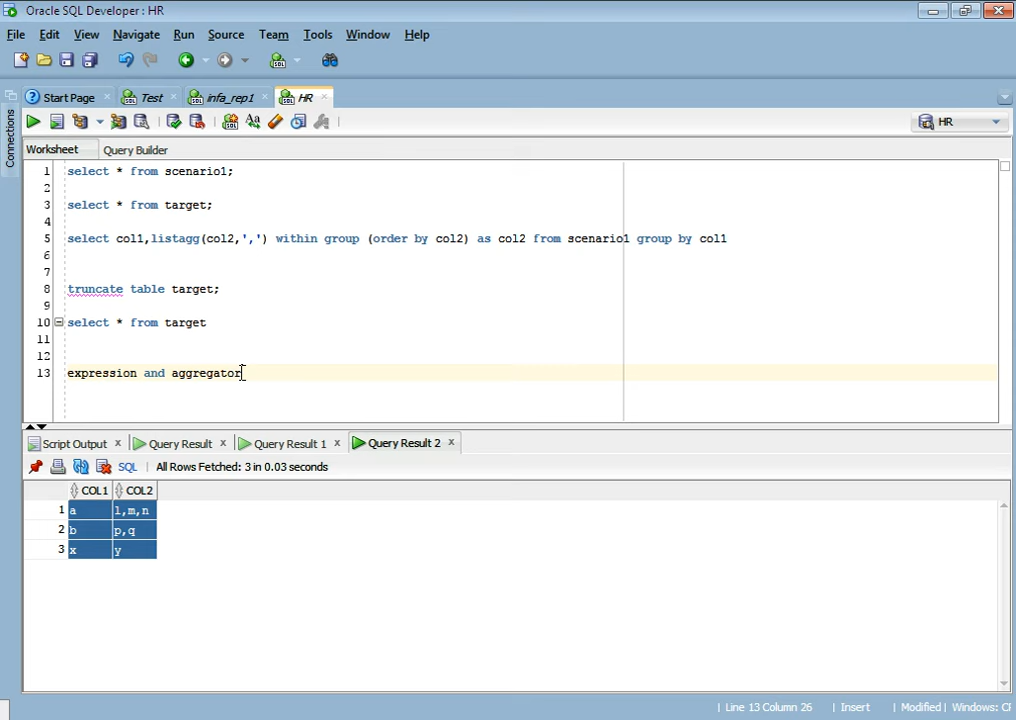 Oracle SQL Developer : HR
File Edit View Navigate Run Source Team Tools Window Help
Start Page Test infa_rep1 HR
HR
Connections
Worksheet Query Builder
1 select * from scenario1;
2
3 select * from target;
4
5 select col1,listagg(col2,',') within group (order by col2) as col2 from scenario1 group by col1
6
7
8 truncate table target;
9
10 select * from target
11
12
13 expression and aggregator
Script Output Query Result Query Result 1 Query Result 2
SQL All Rows Fetched: 3 in 0.03 seconds
COL1 COL2
1 a l,m,n
2 b p,q
3 x y
Line 13 Column 26 Insert Modified Windows: Cl